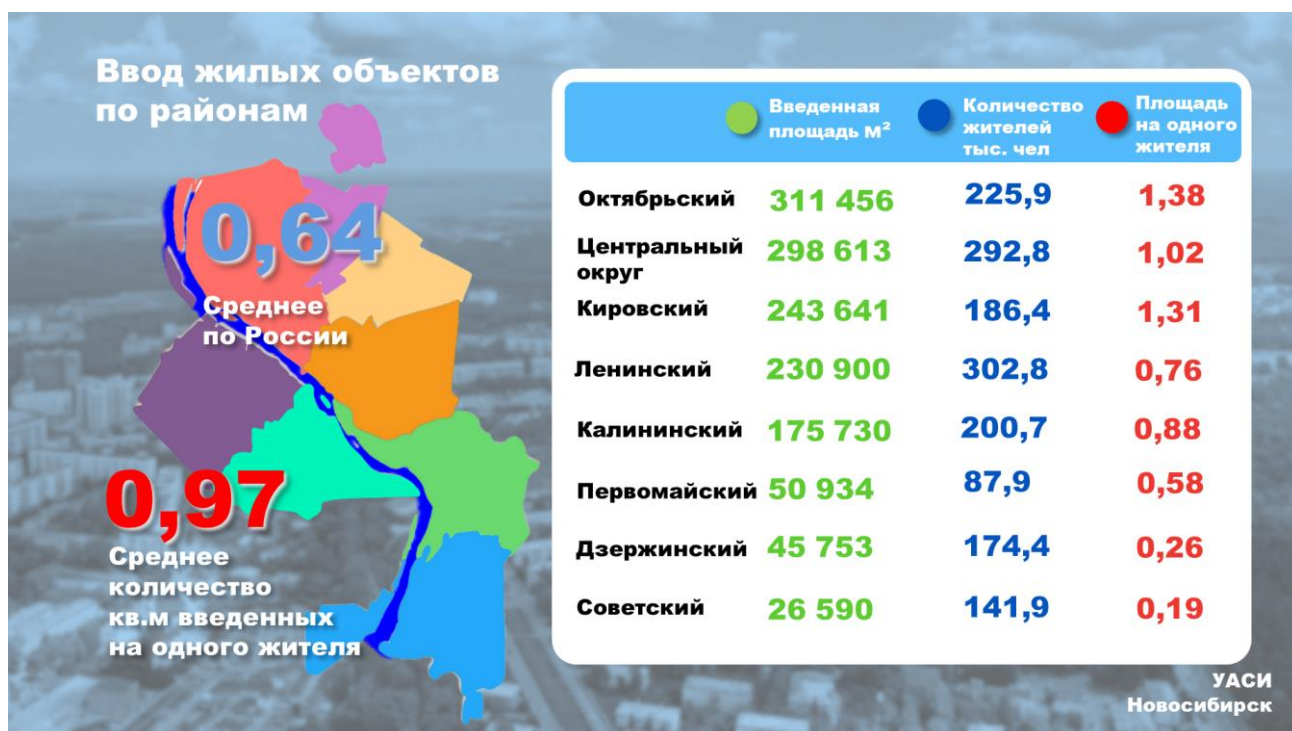 Ввод жилых объектов
по районам
0,64
Среднее
по России
0,97
Среднее
количество
кв.м введенных
на одного жителя
Введенная
площадь м²
Количество
жителей
тыс. чел
Площадь
на одного
жителя
Октябрьский 311 456 225,9 1,38
Центральный
округ 298 613 292,8 1,02
Кировский 243 641 186,4 1,31
Ленинский 230 900 302,8 0,76
Калининский 175 730 200,7 0,88
Первомайский 50 934 87,9 0,58
Дзержинский 45 753 174,4 0,26
Советский 26 590 141,9 0,19
УАСИ
Новосибирск